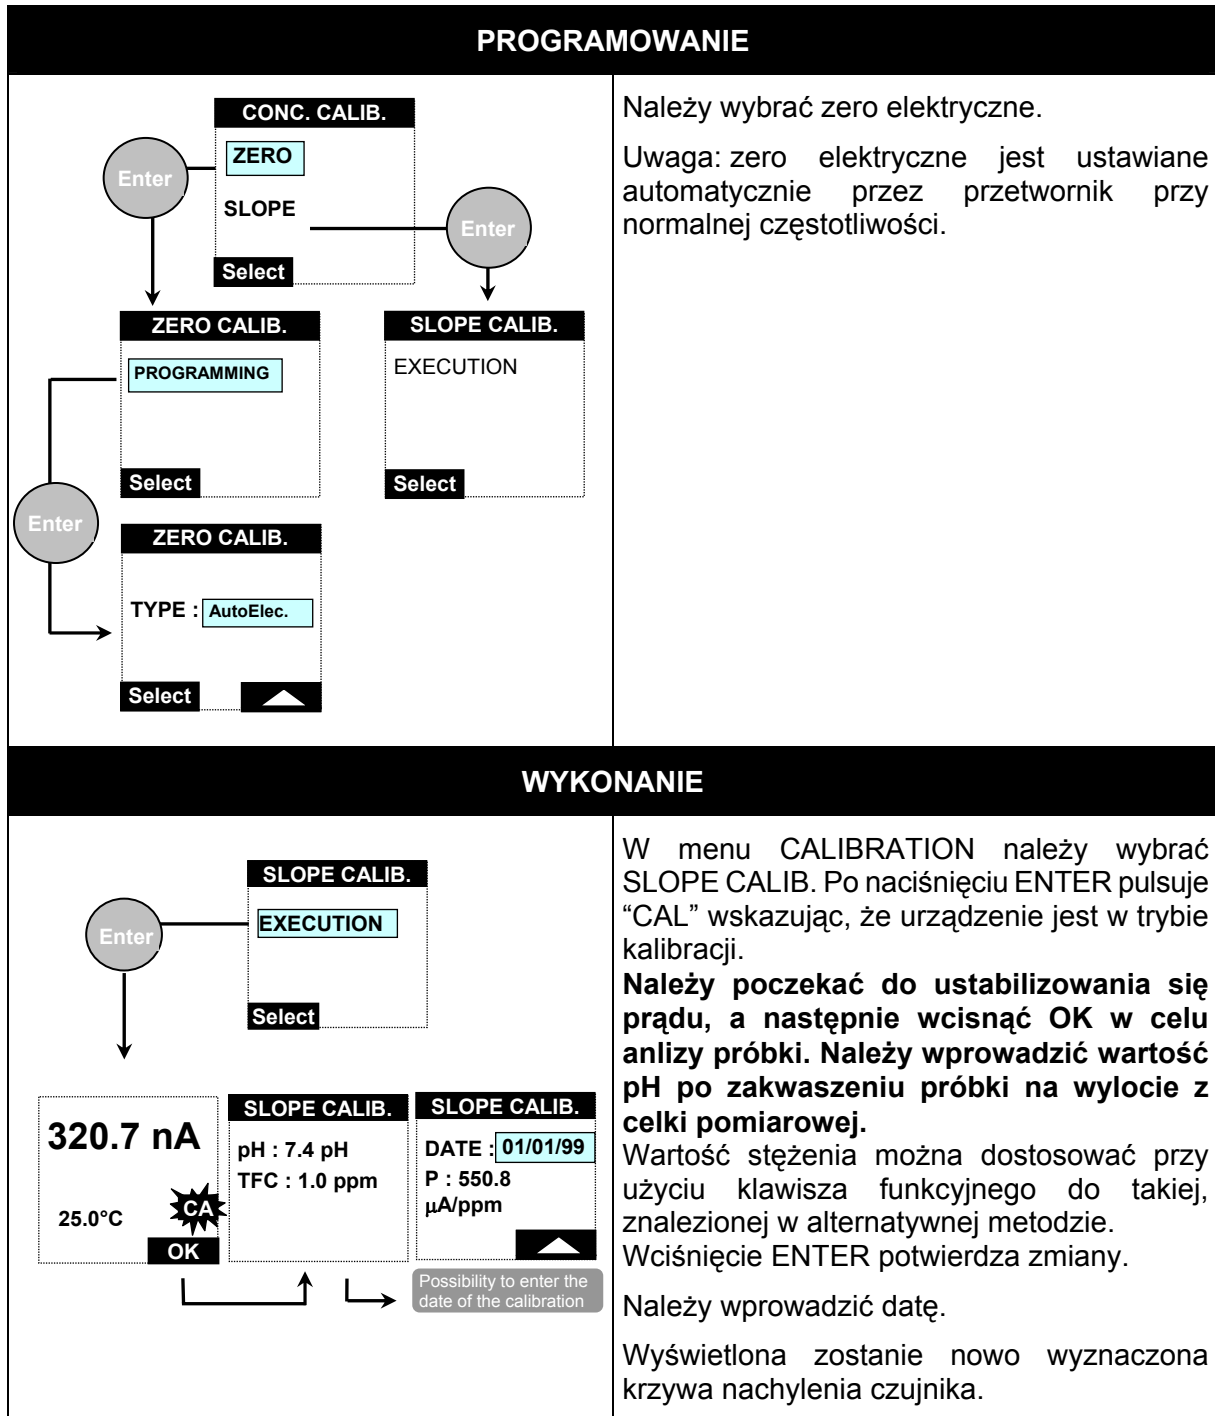 PROGRAMOWANIE
CONC. CALIB.
ZERO
Enter
SLOPE
Enter
Select
ZERO CALIB.
PROGRAMMING
Select
SLOPE CALIB.
EXECUTION
Select
Enter
ZERO CALIB.
TYPE : AutoElec.
Select
Należy wybrać zero elektryczne.
Uwaga: zero elektryczne jest ustawiane
automatycznie przez przetwornik przy
normalnej częstotliwości.
WYKONANIE
SLOPE CALIB.
EXECUTION
Enter
Select
320.7 nA
25.0°C
CA
OK
SLOPE CALIB.
pH : 7.4 pH
TFC : 1.0 ppm
SLOPE CALIB.
DATE : 01/01/99
P : 550.8
µA/ppm
Possibility to enter the
date of the calibration
W menu CALIBRATION należy wybrać
SLOPE CALIB. Po naciśnięciu ENTER pulsuje
“CAL” wskazując, że urządzenie jest w trybie
kalibracji.
Należy poczekać do ustabilizowania się
prądu, a następnie wcisnąć OK w celu
anlizy próbki. Należy wprowadzić wartość
pH po zakwaszeniu próbki na wylocie z
celki pomiarowej.
Wartość stężenia można dostosować przy
użyciu klawisza funkcyjnego do takiej,
znalezionej w alternatywnej metodzie.
Wciśnięcie ENTER potwierdza zmiany.
Należy wprowadzić datę.
Wyświetlona zostanie nowo wyznaczona
krzywa nachylenia czujnika.